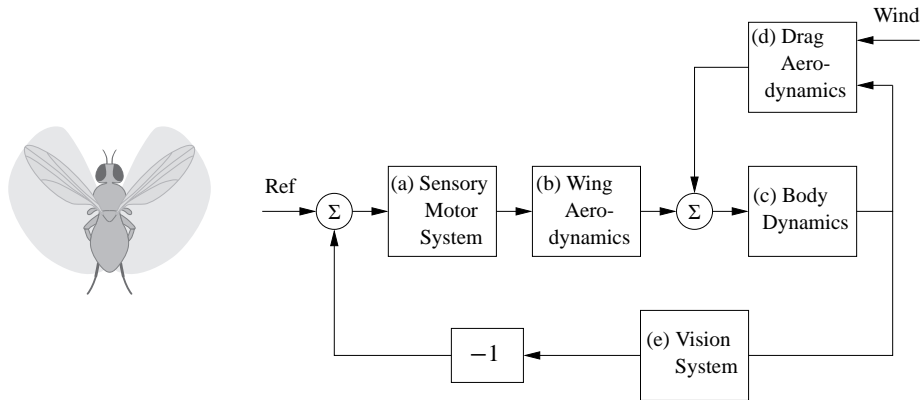 Wind
(d) Drag
Aero-
dynamics
Ref
Σ
(a) Sensory
Motor
System
(b) Wing
Aero-
dynamics
Σ
(c) Body
Dynamics
−1
(e) Vision
System